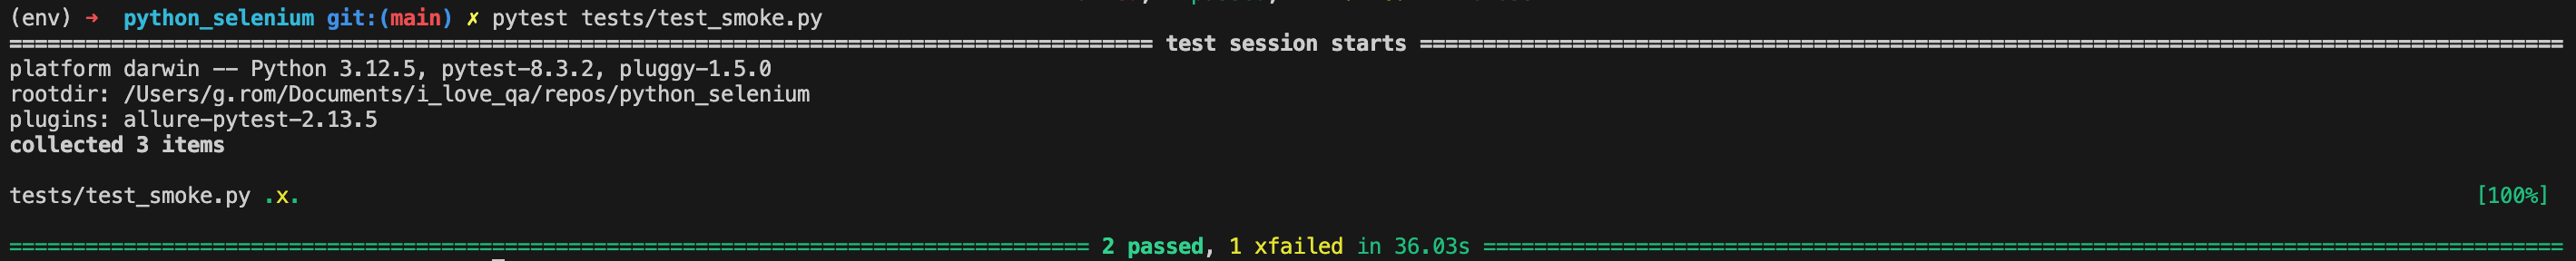 (env) ➜ python_selenium git:(main) ✗ pytest tests/test_smoke.py
============================== test session starts ==============================
platform darwin -- Python 3.12.5, pytest-8.3.2, pluggy-1.5.0
rootdir: /Users/g.rom/Documents/i_love_qa/repos/python_selenium
plugins: allure-pytest-2.13.5
collected 3 items
tests/test_smoke.py .x. [100%]
============================== 2 passed, 1 xfailed in 36.03s ==============================